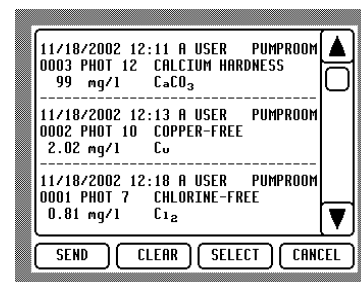 11/18/2002 12:11 A USER PUMPROOM
0003 PHOT 12 CALCIUM HARDNESS
99 mg/l CaCO₃
11/18/2002 12:13 A USER PUMPROOM
0002 PHOT 10 COPPER-FREE
2.02 mg/l Cu
11/18/2002 12:18 A USER PUMPROOM
0001 PHOT 7 CHLORINE-FREE
0.81 mg/l Cl₂
SEND CLEAR SELECT CANCEL